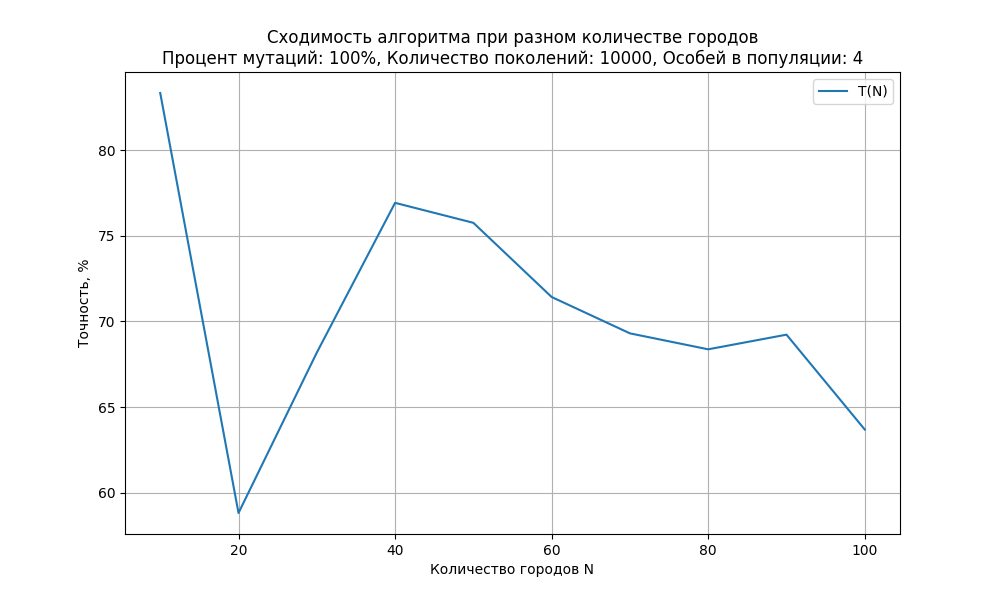 Сходимость алгоритма при разном количестве городов
Процент мутаций: 100%, Количество поколений: 10000, Особей в популяции: 4
T(N)
80
75
70
65
60
Точность, %
20 40 60 80 100
Количество городов N